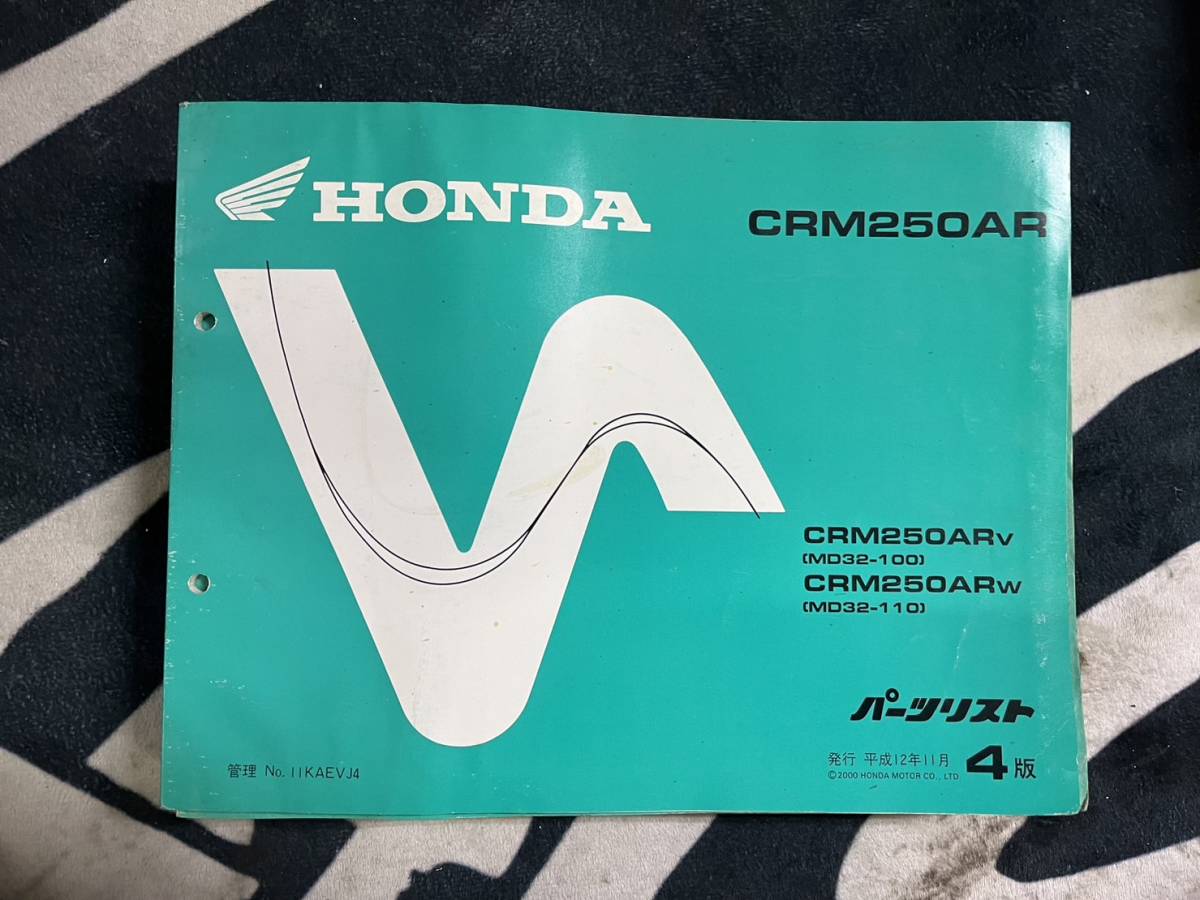 HONDA
CRM250AR
CRM250ARV
(MD32-100)
CRM250ARW
(MD32-110)
パーツリスト
管理 No. 11KAEVJ4
発行 平成12年11月
©2000 HONDA MOTOR CO., LTD
4版